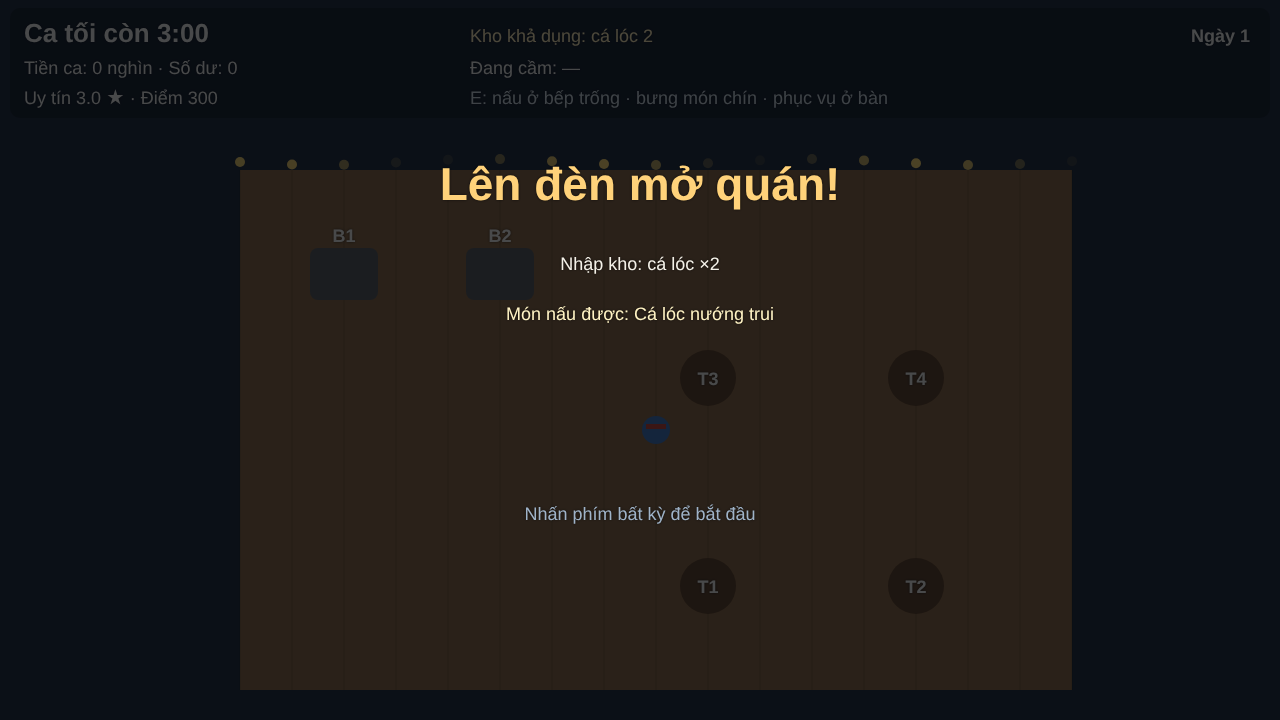 Ca tối còn 3:00
Tiền ca: 0 nghìn · Số dư: 0
Uy tín 3.0 ★ · Điểm 300
Kho khả dụng: cá lóc 2
Đang cầm: —
E: nấu ở bếp trống · bưng món chín · phục vụ ở bàn
Ngày 1
Lên đèn mở quán!
B1
B2
Nhập kho: cá lóc ×2
Món nấu được: Cá lóc nướng trui
T3
T4
Nhấn phím bất kỳ để bắt đầu
T1
T2